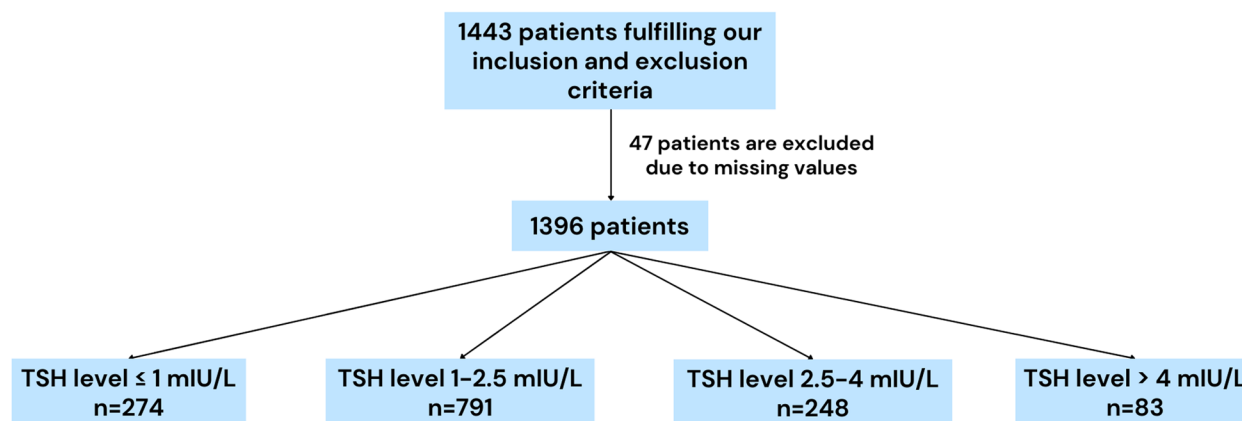 1443 patients fulfilling our
inclusion and exclusion
criteria
47 patients are excluded
due to missing values
1396 patients
TSH level ≤ 1 mIU/L
n=274
TSH level 1-2.5 mIU/L
n=791
TSH level 2.5-4 mIU/L
n=248
TSH level > 4 mIU/L
n=83